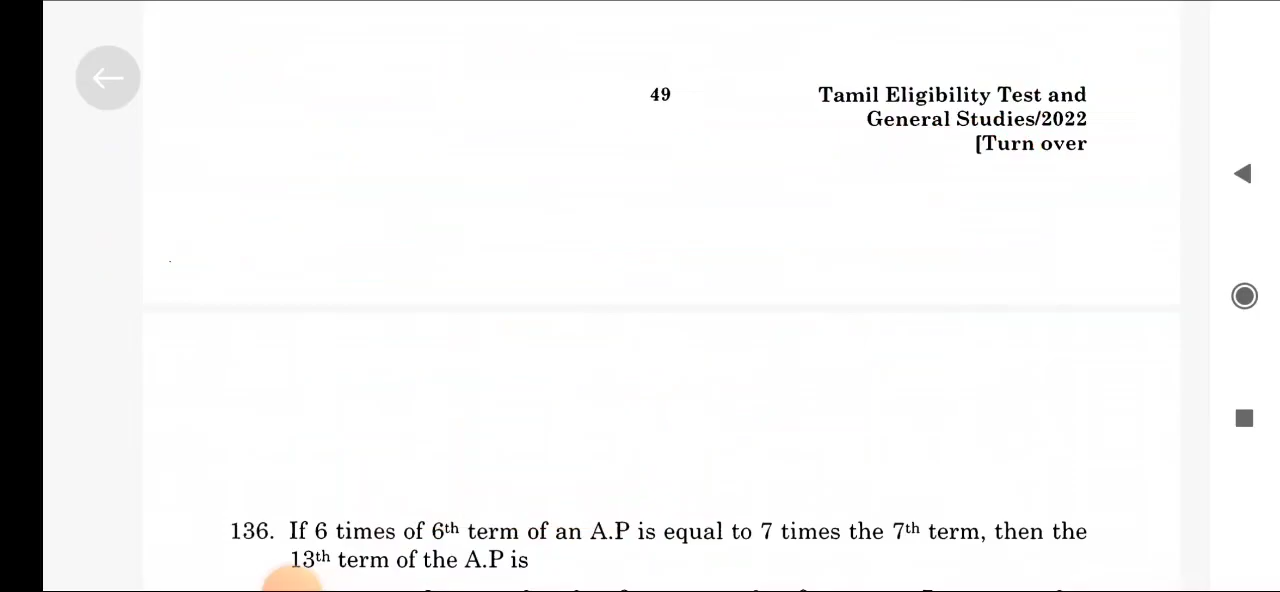 49
Tamil Eligibility Test and
General Studies/2022
[Turn over
136. If 6 times of 6th term of an A.P is equal to 7 times the 7th term, then the
13th term of the A.P is